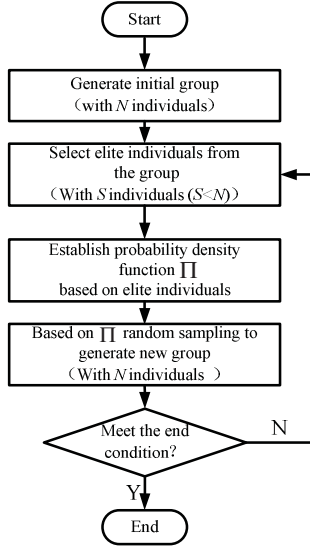 Start
Generate initial group
（with N individuals）
Select elite individuals from
the group
（With S individuals (S<N)）
Establish probability density
function ∏
based on elite individuals
Based on ∏ random sampling to
generate new group
（With N individuals ）
Meet the end
condition?
N
Y
End